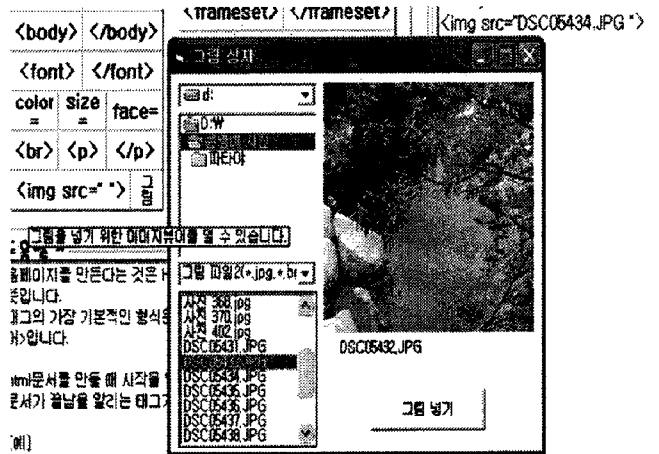 <frameset> </frameset>
<img src="DSC05434.JPG ">
<body> </body>
<font> </font>
color = size = face=
<br> <p> </p>
<img src=" "> 그림
그림을 넣기 위한 이미지뷰어를 열 수 있습니다.
홈페이지를 만든다는 것은
뜻입니다.
태그의 가장 기본적인 형식은
어>입니다.
html문서를 만들 때 시작을
문서가 끝남을 알리는 태그
[예]
그림 상자
d:
D:\
파타야
그림 파일2(*.jpg,*.
사진 368.jpg
사진 370.jpg
사진 402.jpg
DSC05431.JPG
DSC05434.JPG
DSC05435.JPG
DSC05436.JPG
DSC05437.JPG
DSC05438.JPG
DSC05432.JPG
그림 넣기